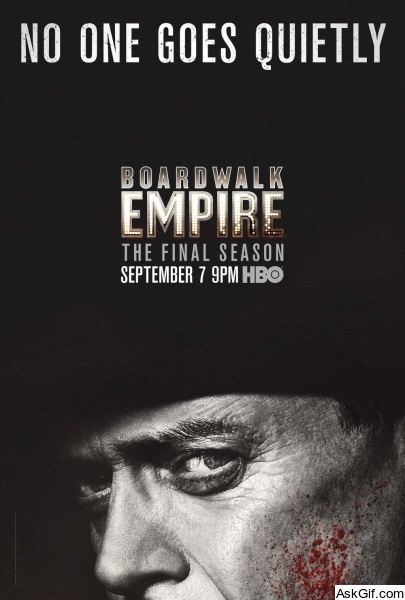 NO ONE GOES QUIETLY
BOARDWALK
EMPIRE
THE FINAL SEASON
SEPTEMBER 7 9PM HBO
AskGif.com